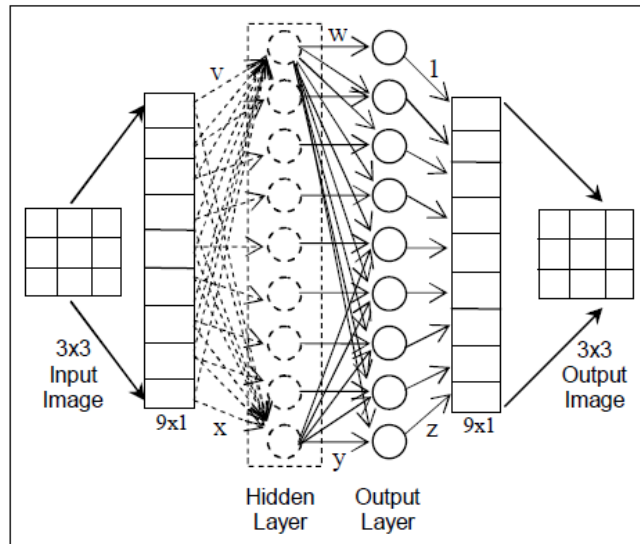 w
v
1
3x3
Input
Image
3x3
Output
Image
9x1
x
y
z
9x1
Hidden
Layer
Output
Layer